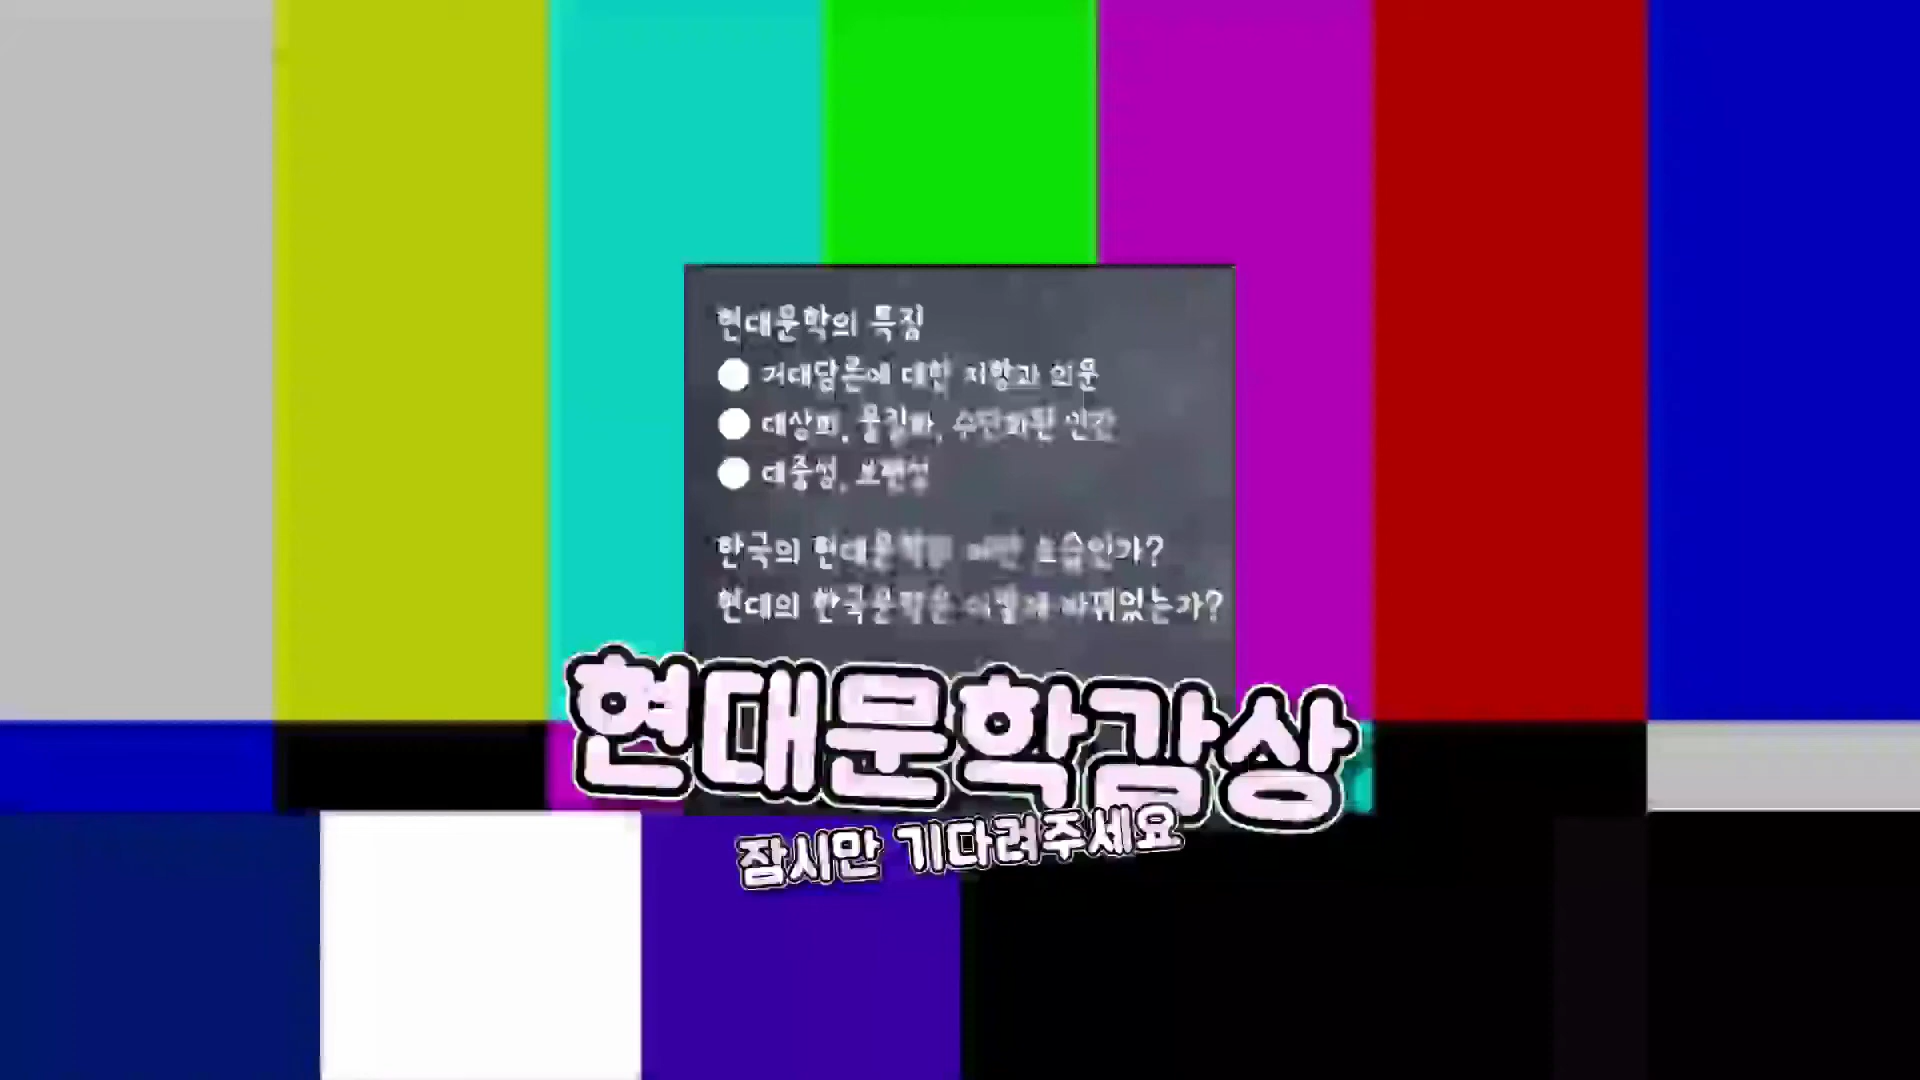 현대문학의 특징
거대담론에 대한 저항과 의문
대상화, 물질화, 수단화된 인간
대중성, 보편성
한국의 현대문학은 어떤 모습인가?
현대의 한국문학은 어떻게 바뀌었는가?
현대문학감상
잠시만 기다려주세요